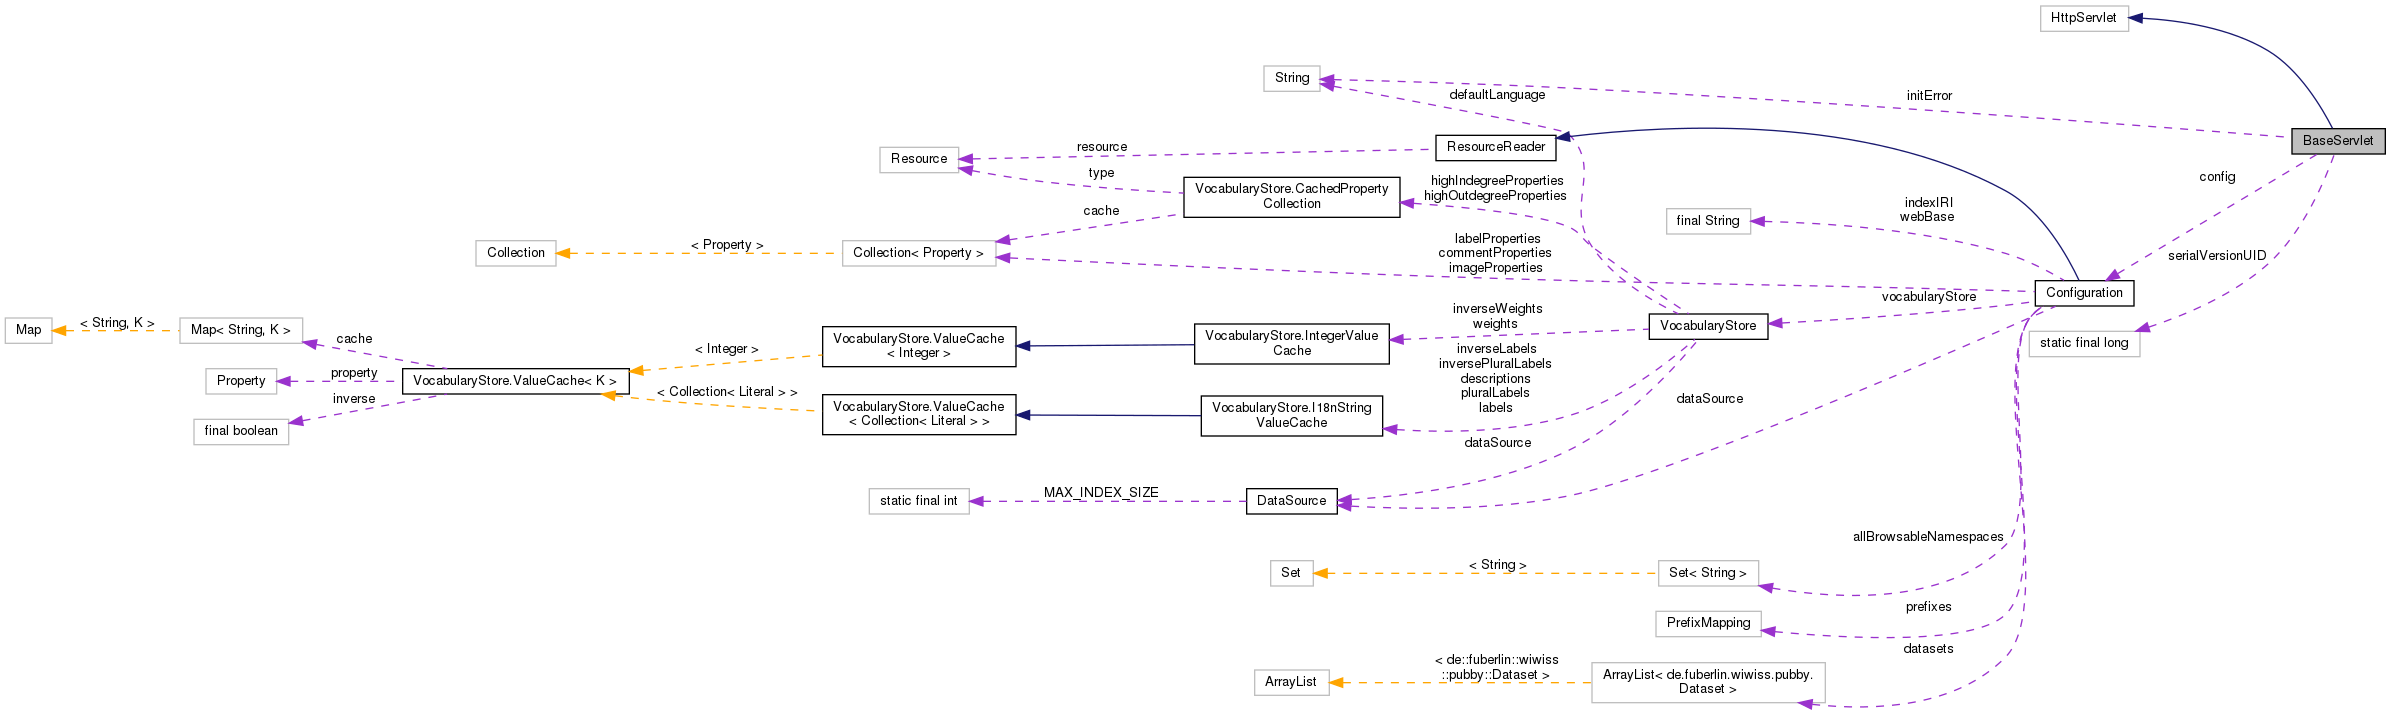 HttpServlet
String
defaultLanguage
initError
BaseServlet
ResourceReader
resource
Resource
type
VocabularyStore.CachedProperty
Collection
highIndegreeProperties
highOutdegreeProperties
config
cache
final String
indexIRI
webBase
Collection
< Property >
Collection< Property >
labelProperties
commentProperties
imageProperties
serialVersionUID
Configuration
vocabularyStore
Map
< String, K >
Map< String, K >
cache
VocabularyStore.ValueCache
< Integer >
VocabularyStore.IntegerValue
Cache
inverseWeights
weights
VocabularyStore
static final long
< Integer >
Property
property
VocabularyStore.ValueCache< K >
inverseLabels
inversePluralLabels
descriptions
pluralLabels
labels
final boolean
inverse
< Collection< Literal > >
VocabularyStore.ValueCache
< Collection< Literal > >
VocabularyStore.I18nString
ValueCache
dataSource
dataSource
static final int
MAX_INDEX_SIZE
DataSource
allBrowsableNamespaces
Set
< String >
Set< String >
prefixes
PrefixMapping
datasets
ArrayList
< de::fuberlin::wiwiss
::pubby::Dataset >
ArrayList< de.fuberlin.wiwiss.pubby.
Dataset >